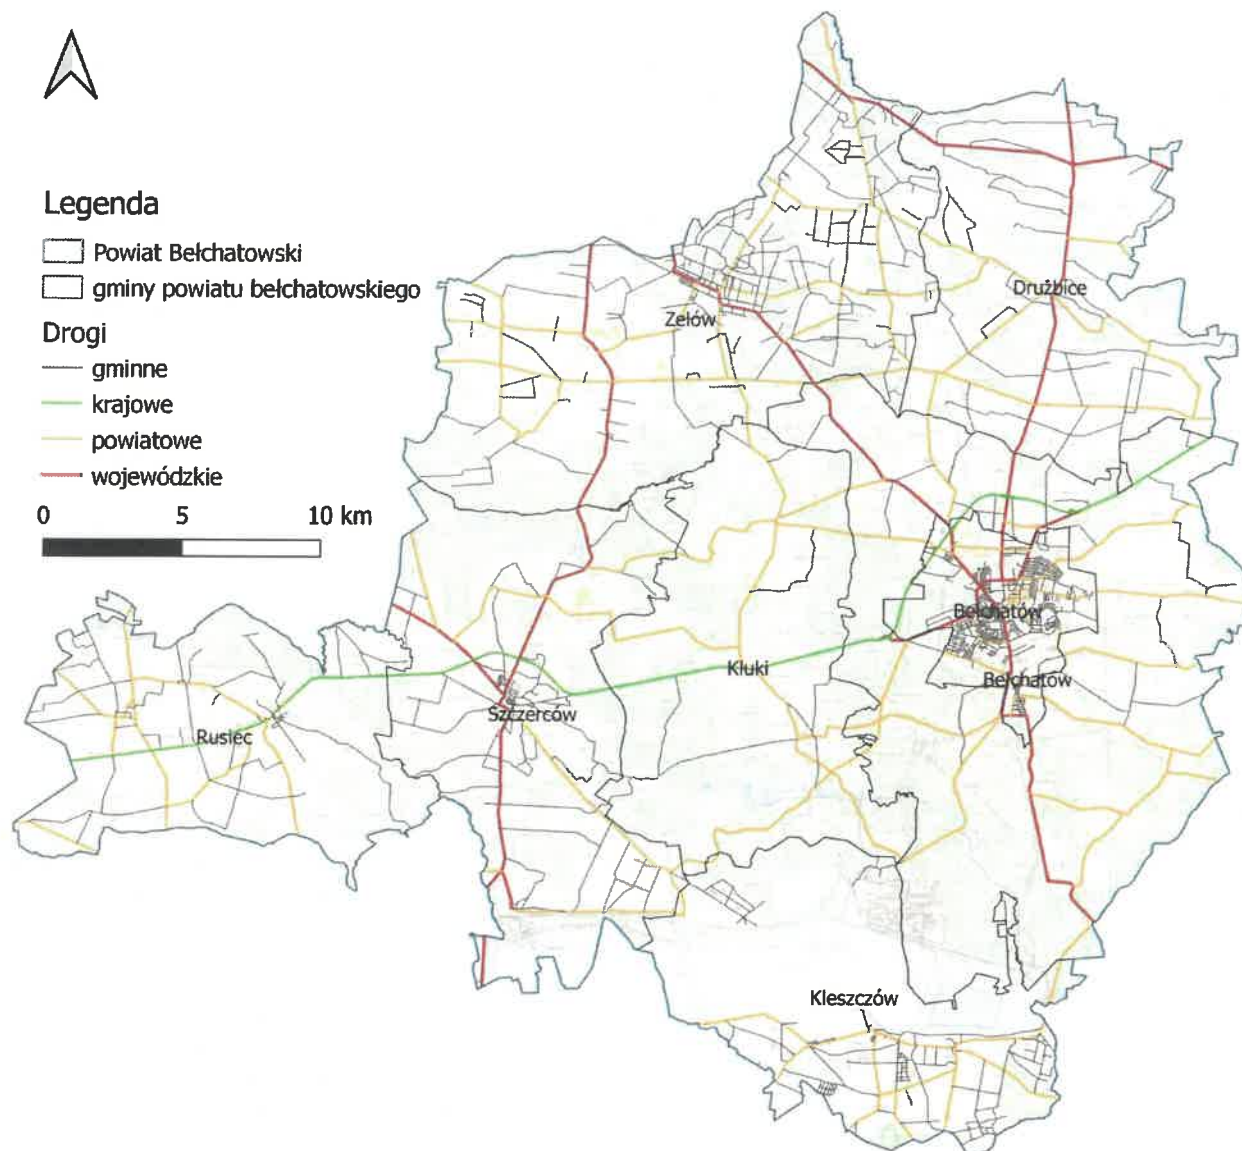 Legenda
Powiat Bełchatowski
gminy powiatu bełchatowskiego
Drogi
gminne
krajowe
powiatowe
wojewódzkie
0 5 10 km
Drużbice
Zelów
Bełchatów
Kluki
Bełchatów
Szczerców
Rusiec
Kleszczów